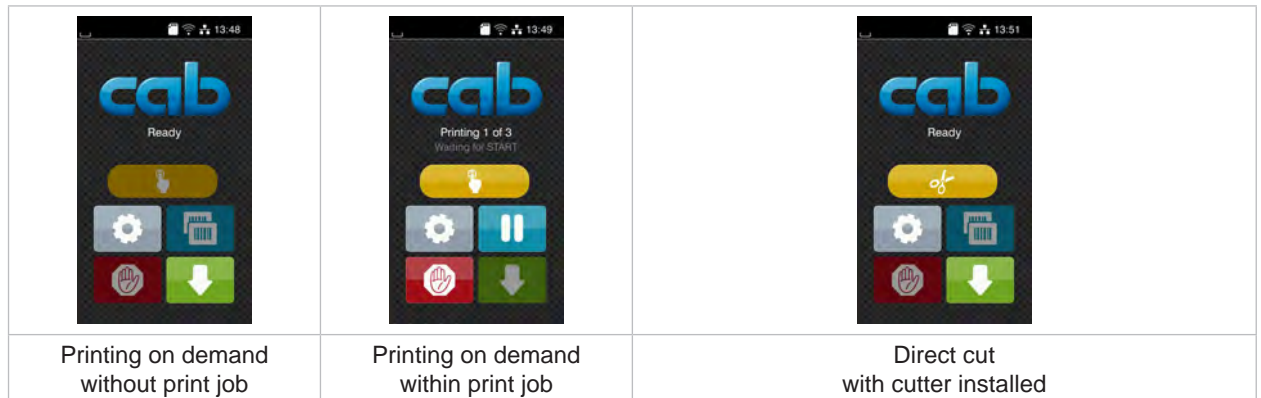 13:48
cab
Ready
13:49
cab
Printing 1 of 3
Waiting for START
13:51
cab
Ready
Printing on demand
without print job
Printing on demand
within print job
Direct cut
with cutter installed